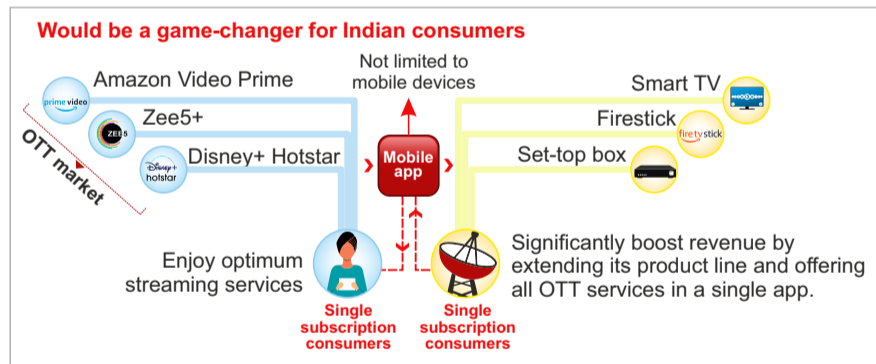 Would be a game-changer for Indian consumers
Amazon Video Prime
prime video
Zee5+
ZEE5
Disney+ Hotstar
Disney+
hotstar
OTT market
Not limited to
mobile devices
Mobile
app
Smart TV
Firestick
fire tv stick
Set-top box
Enjoy optimum
streaming services
Single
subscription
consumers
Single
subscription
consumers
Significantly boost revenue by
extending its product line and offering
all OTT services in a single app.